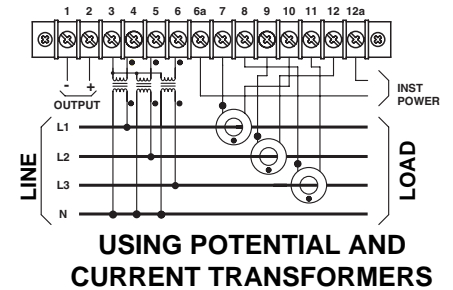 1 2 3 4 5 6 6a 7 8 9 10 11 12 12a
- +
OUTPUT
INST
POWER
L1
L2
L3
N
LINE
LOAD
USING POTENTIAL AND
CURRENT TRANSFORMERS